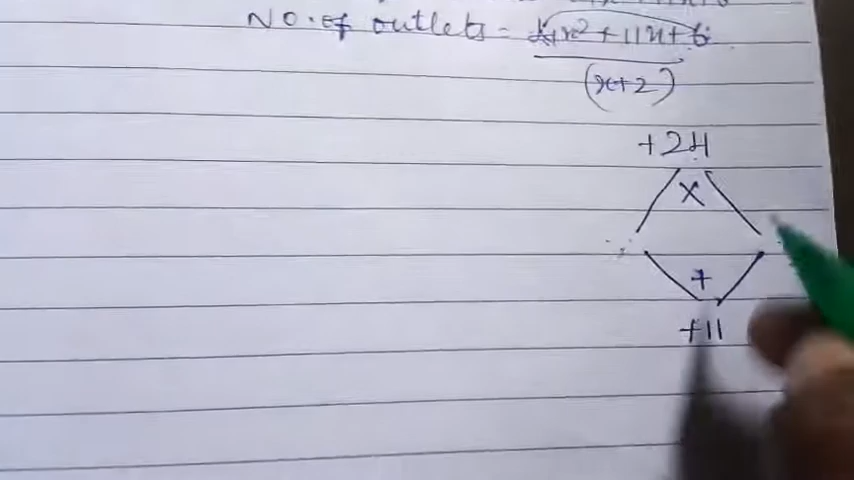 No. of outlets = 4x² + 11x + 6
(x+2)
+24
×
+
+11